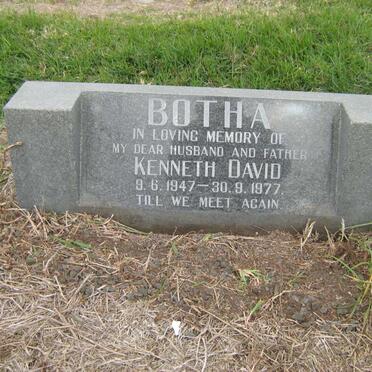 BOTHA
IN LOVING MEMORY OF
MY DEAR HUSBAND AND FATHER
KENNETH DAVID
9.6.1947–30.9.1977.
TILL WE MEET AGAIN.